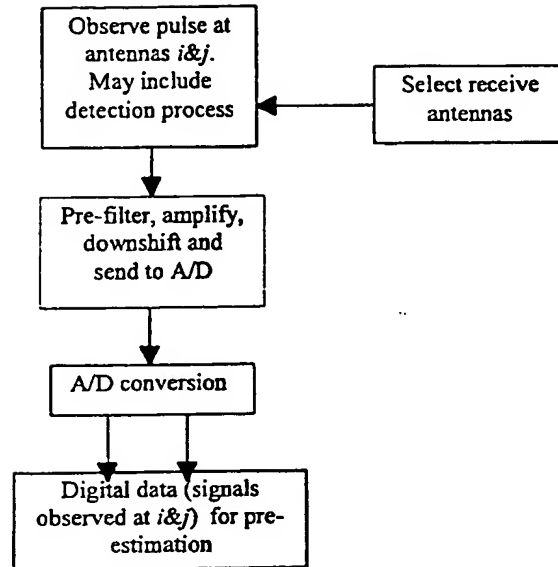 Observe pulse at
antennas i&j.
May include
detection process
Select receive
antennas
Pre-filter, amplify,
downshift and
send to A/D
A/D conversion
Digital data (signals
observed at i&j) for pre-
estimation